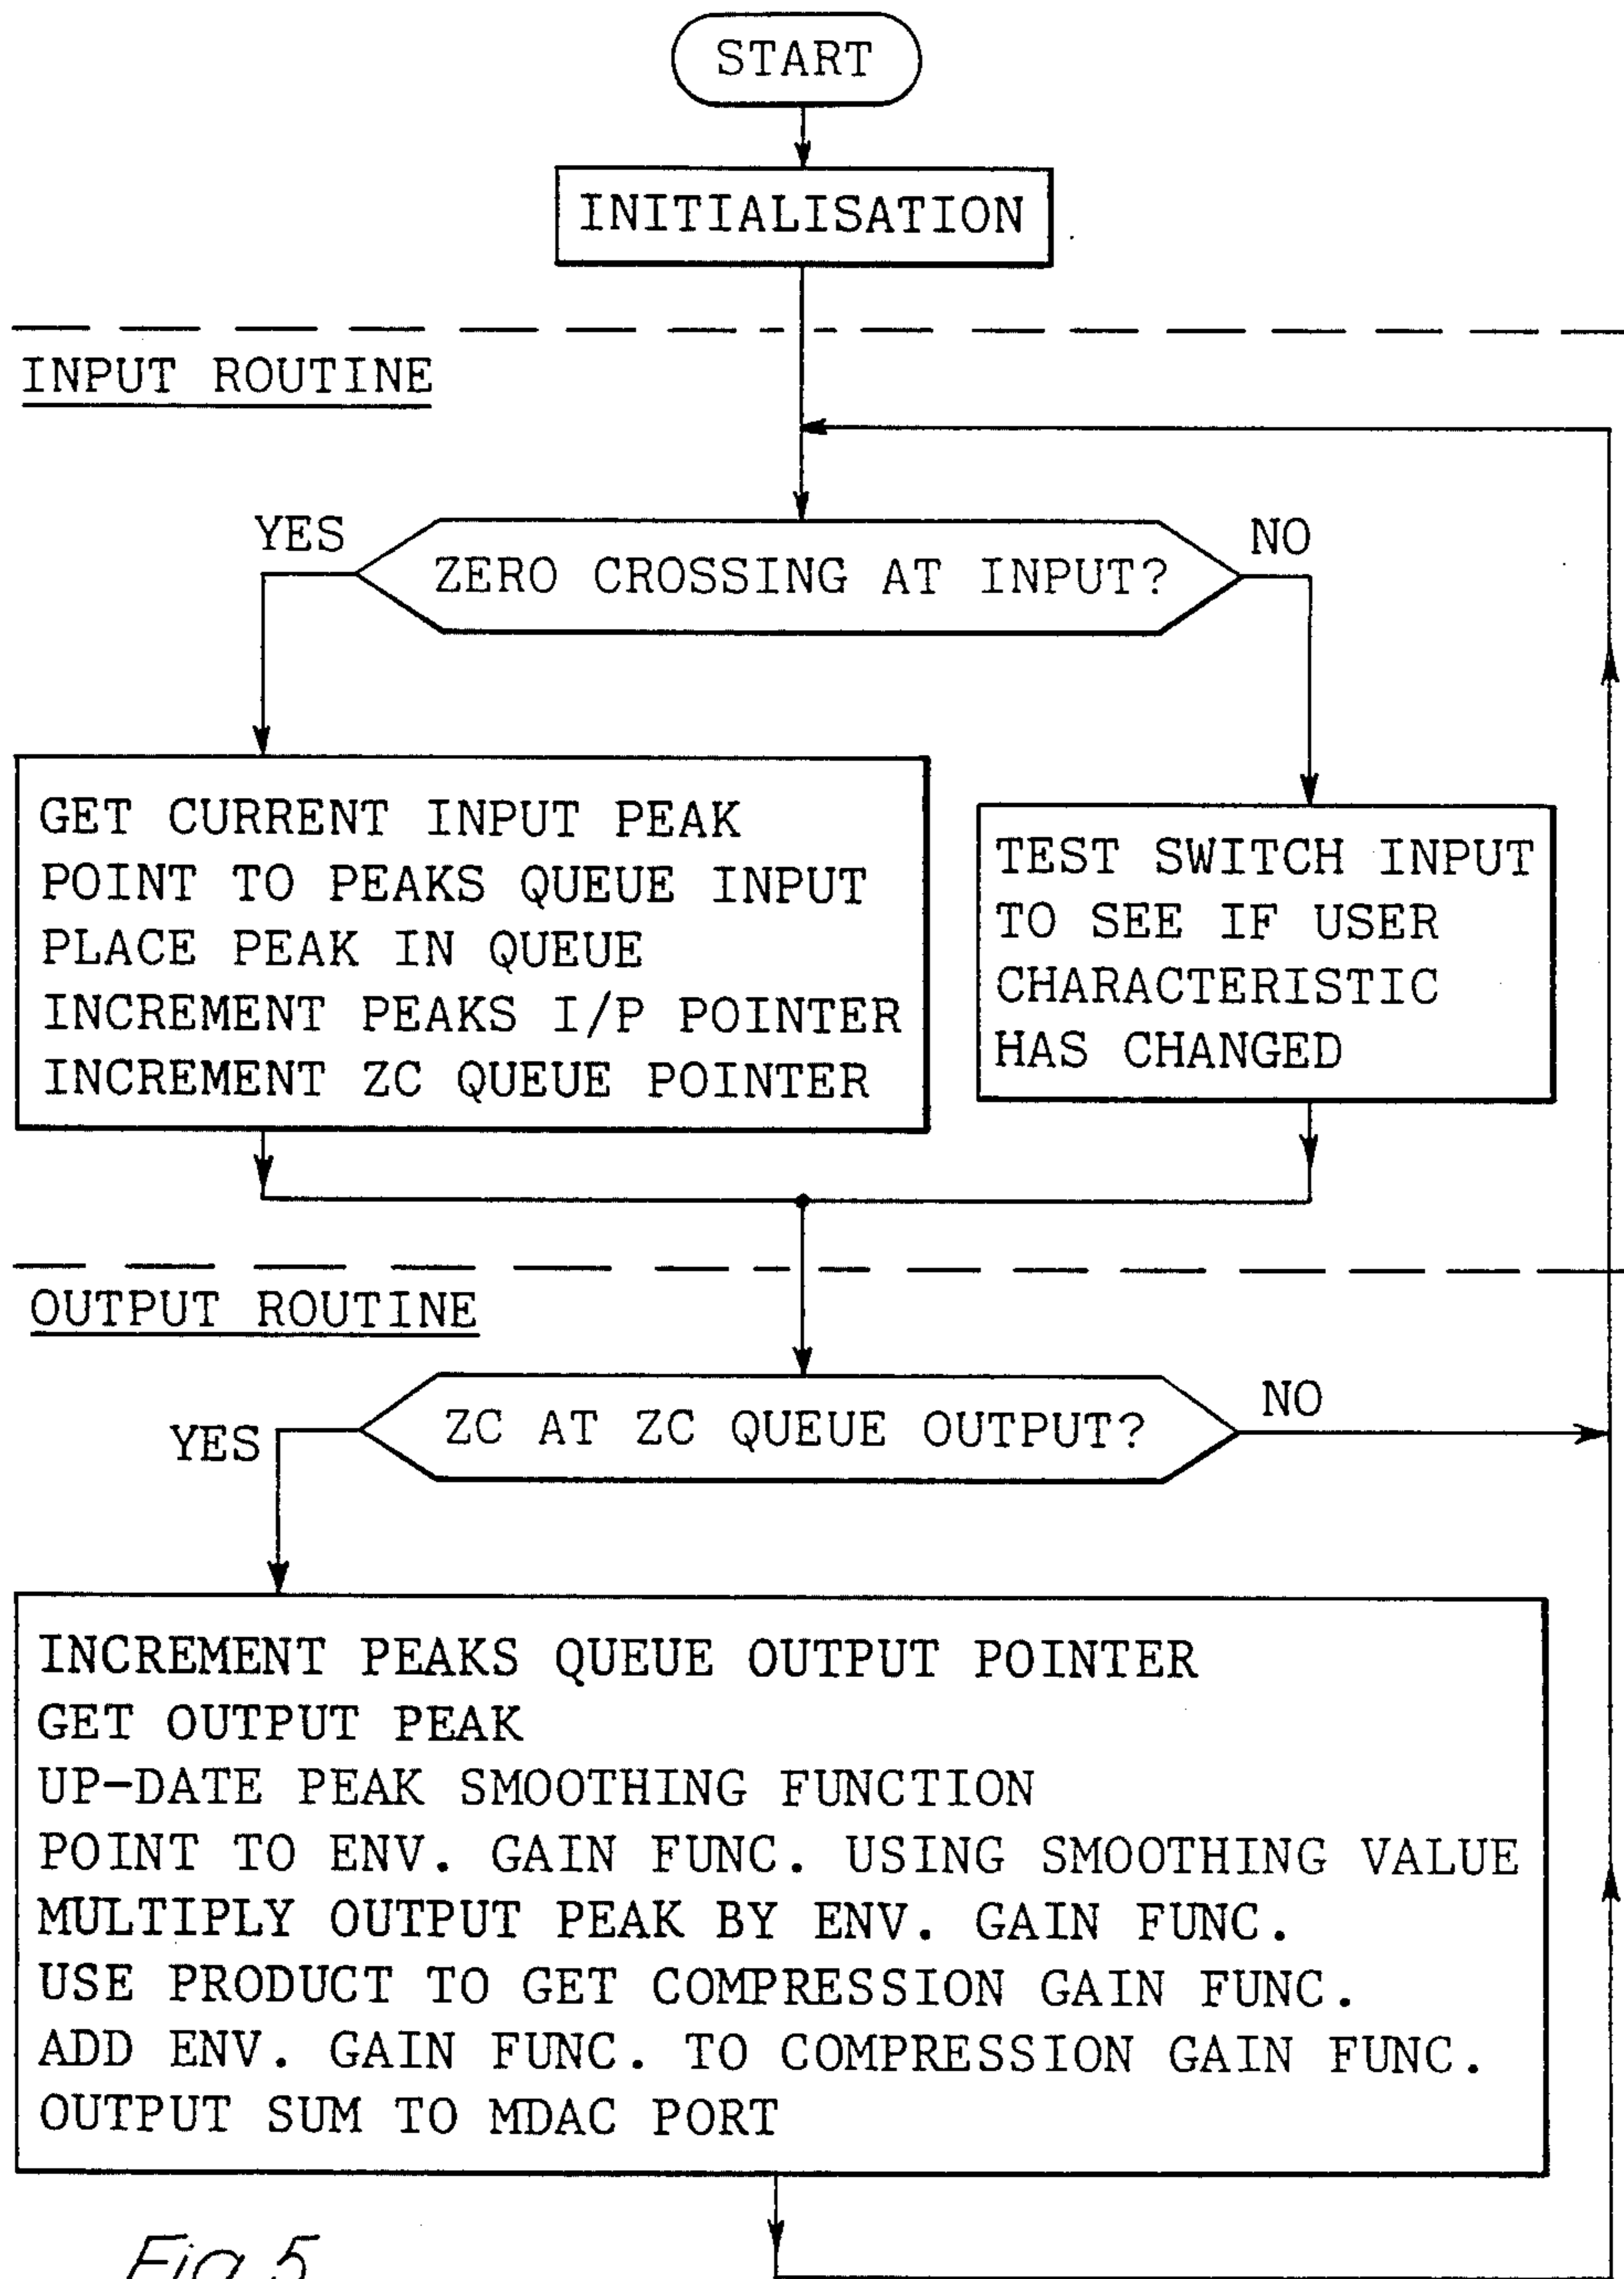 START
INITIALISATION
INPUT ROUTINE
YES
NO
ZERO CROSSING AT INPUT?
GET CURRENT INPUT PEAK
POINT TO PEAKS QUEUE INPUT
PLACE PEAK IN QUEUE
INCREMENT PEAKS I/P POINTER
INCREMENT ZC QUEUE POINTER
TEST SWITCH INPUT
TO SEE IF USER
CHARACTERISTIC
HAS CHANGED
OUTPUT ROUTINE
YES
NO
ZC AT ZC QUEUE OUTPUT?
INCREMENT PEAKS QUEUE OUTPUT POINTER
GET OUTPUT PEAK
UP-DATE PEAK SMOOTHING FUNCTION
POINT TO ENV. GAIN FUNC. USING SMOOTHING VALUE
MULTIPLY OUTPUT PEAK BY ENV. GAIN FUNC.
USE PRODUCT TO GET COMPRESSION GAIN FUNC.
ADD ENV. GAIN FUNC. TO COMPRESSION GAIN FUNC.
OUTPUT SUM TO MDAC PORT
Fig. 5